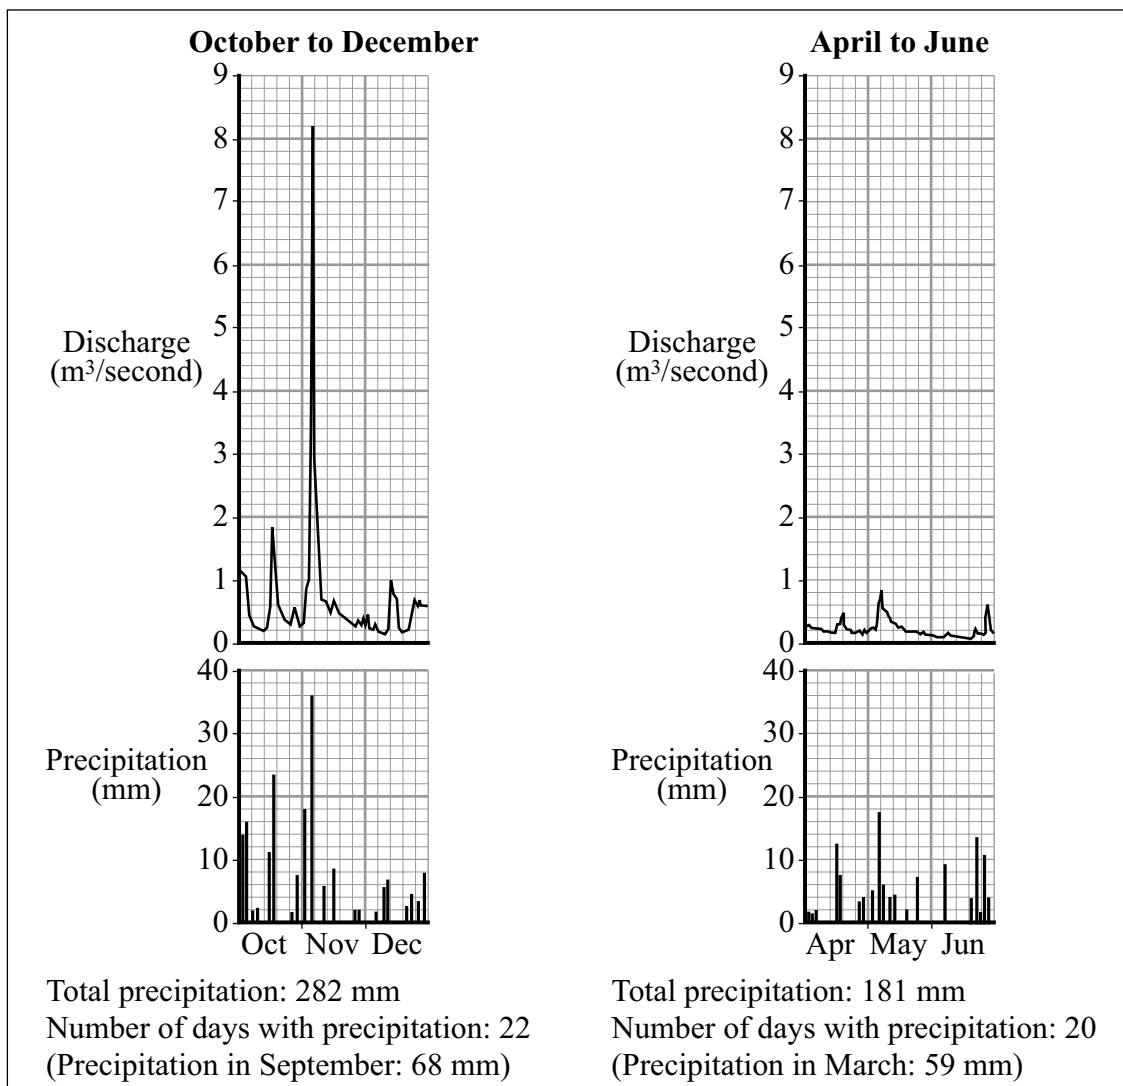 October to December
9
8
7
6
5
4
3
2
1
0
Discharge
(m³/second)
40
30
20
10
0
Precipitation
(mm)
Oct Nov Dec
Total precipitation: 282 mm
Number of days with precipitation: 22
(Precipitation in September: 68 mm)
April to June
9
8
7
6
5
4
3
2
1
0
Discharge
(m³/second)
40
30
20
10
0
Precipitation
(mm)
Apr May Jun
Total precipitation: 181 mm
Number of days with precipitation: 20
(Precipitation in March: 59 mm)